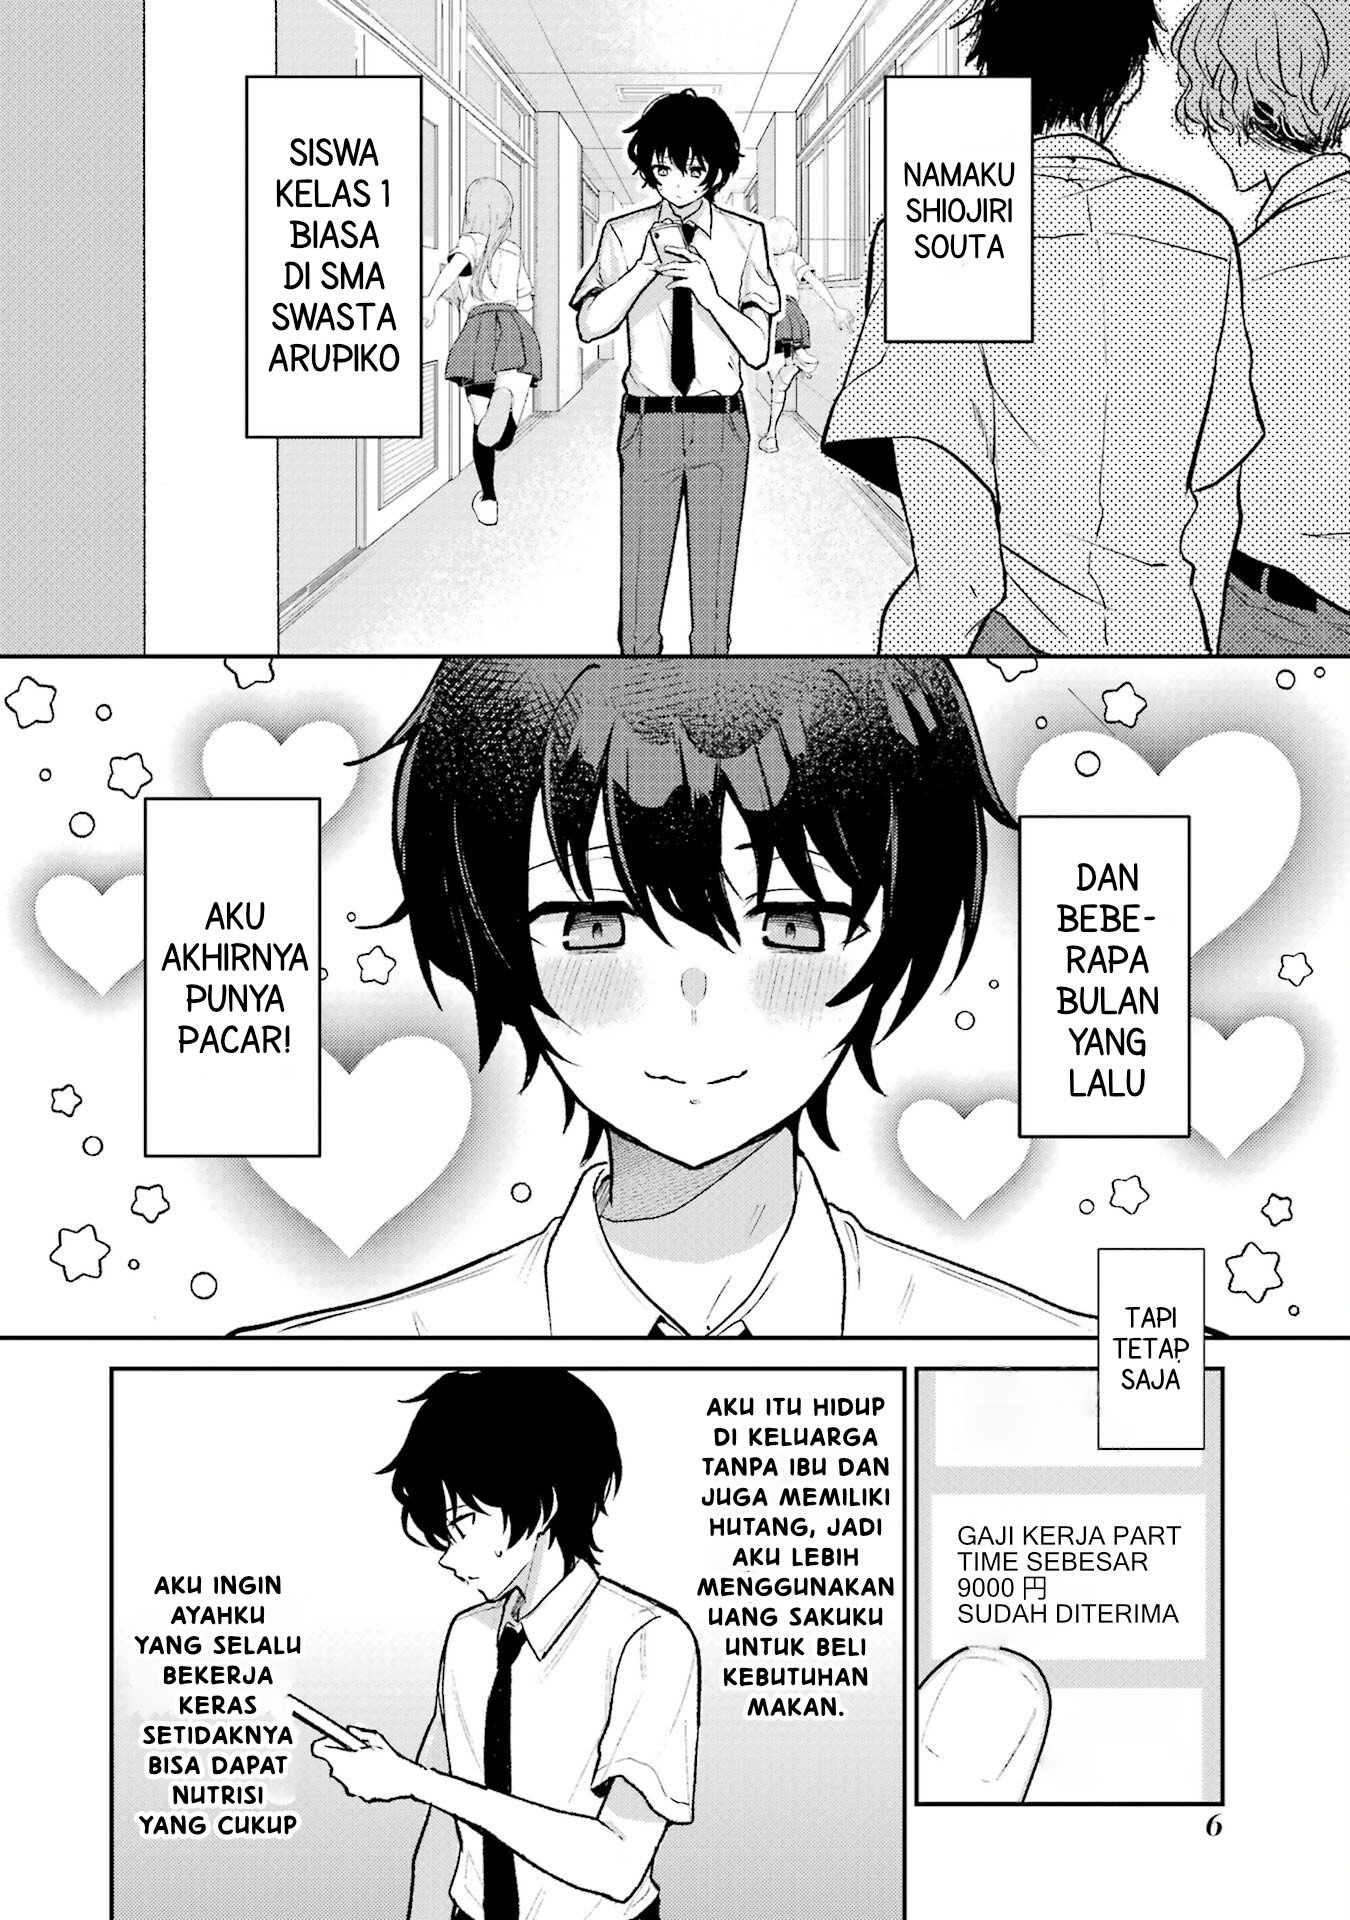 NAMAKU
SHIOJIRI
SOUTA
SISWA
KELAS 1
BIASA
DI SMA
SWASTA
ARUPIKO
DAN
BEBE-
RAPA
BULAN
YANG
LALU
AKU
AKHIRNYA
PUNYA
PACAR!
TAPI
TETAP
SAJA
GAJI KERJA PART
TIME SEBESAR
9000 円
SUDAH DITERIMA
AKU ITU HIDUP
DI KELUARGA
TANPA IBU DAN
JUGA MEMILIKI
HUTANG, JADI
AKU LEBIH
MENGGUNAKAN
UANG SAKUKU
UNTUK BELI
KEBUTUHAN
MAKAN.
AKU INGIN
AYAHKU
YANG SELALU
BEKERJA
KERAS
SETIDAKNYA
BISA DAPAT
NUTRISI
YANG CUKUP
6